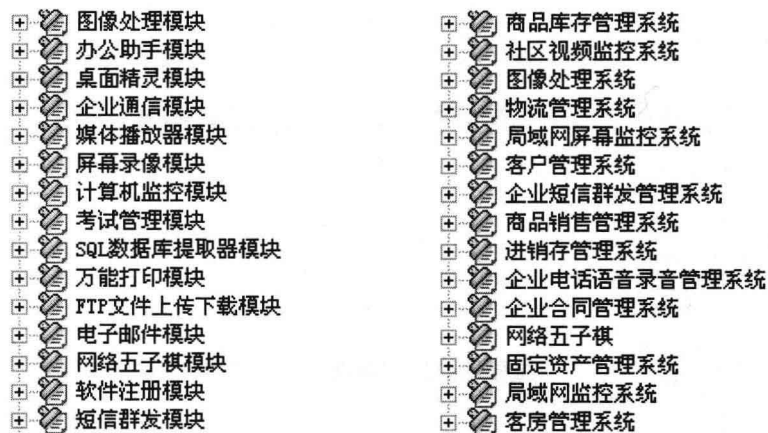 图像处理模块
办公助手模块
桌面精灵模块
企业通信模块
媒体播放器模块
屏幕录像模块
计算机监控模块
考试管理模块
SQL数据库提取器模块
万能打印模块
FTP文件上传下载模块
电子邮件模块
网络五子棋模块
软件注册模块
短信群发模块
商品库存管理系统
社区视频监控系统
图像处理系统
物流管理系统
局域网屏幕监控系统
客户管理系统
企业短信群发管理系统
商品销售管理系统
进销存管理系统
企业电话语音录音管理系统
企业合同管理系统
网络五子棋
固定资产管理系统
局域网监控系统
客房管理系统